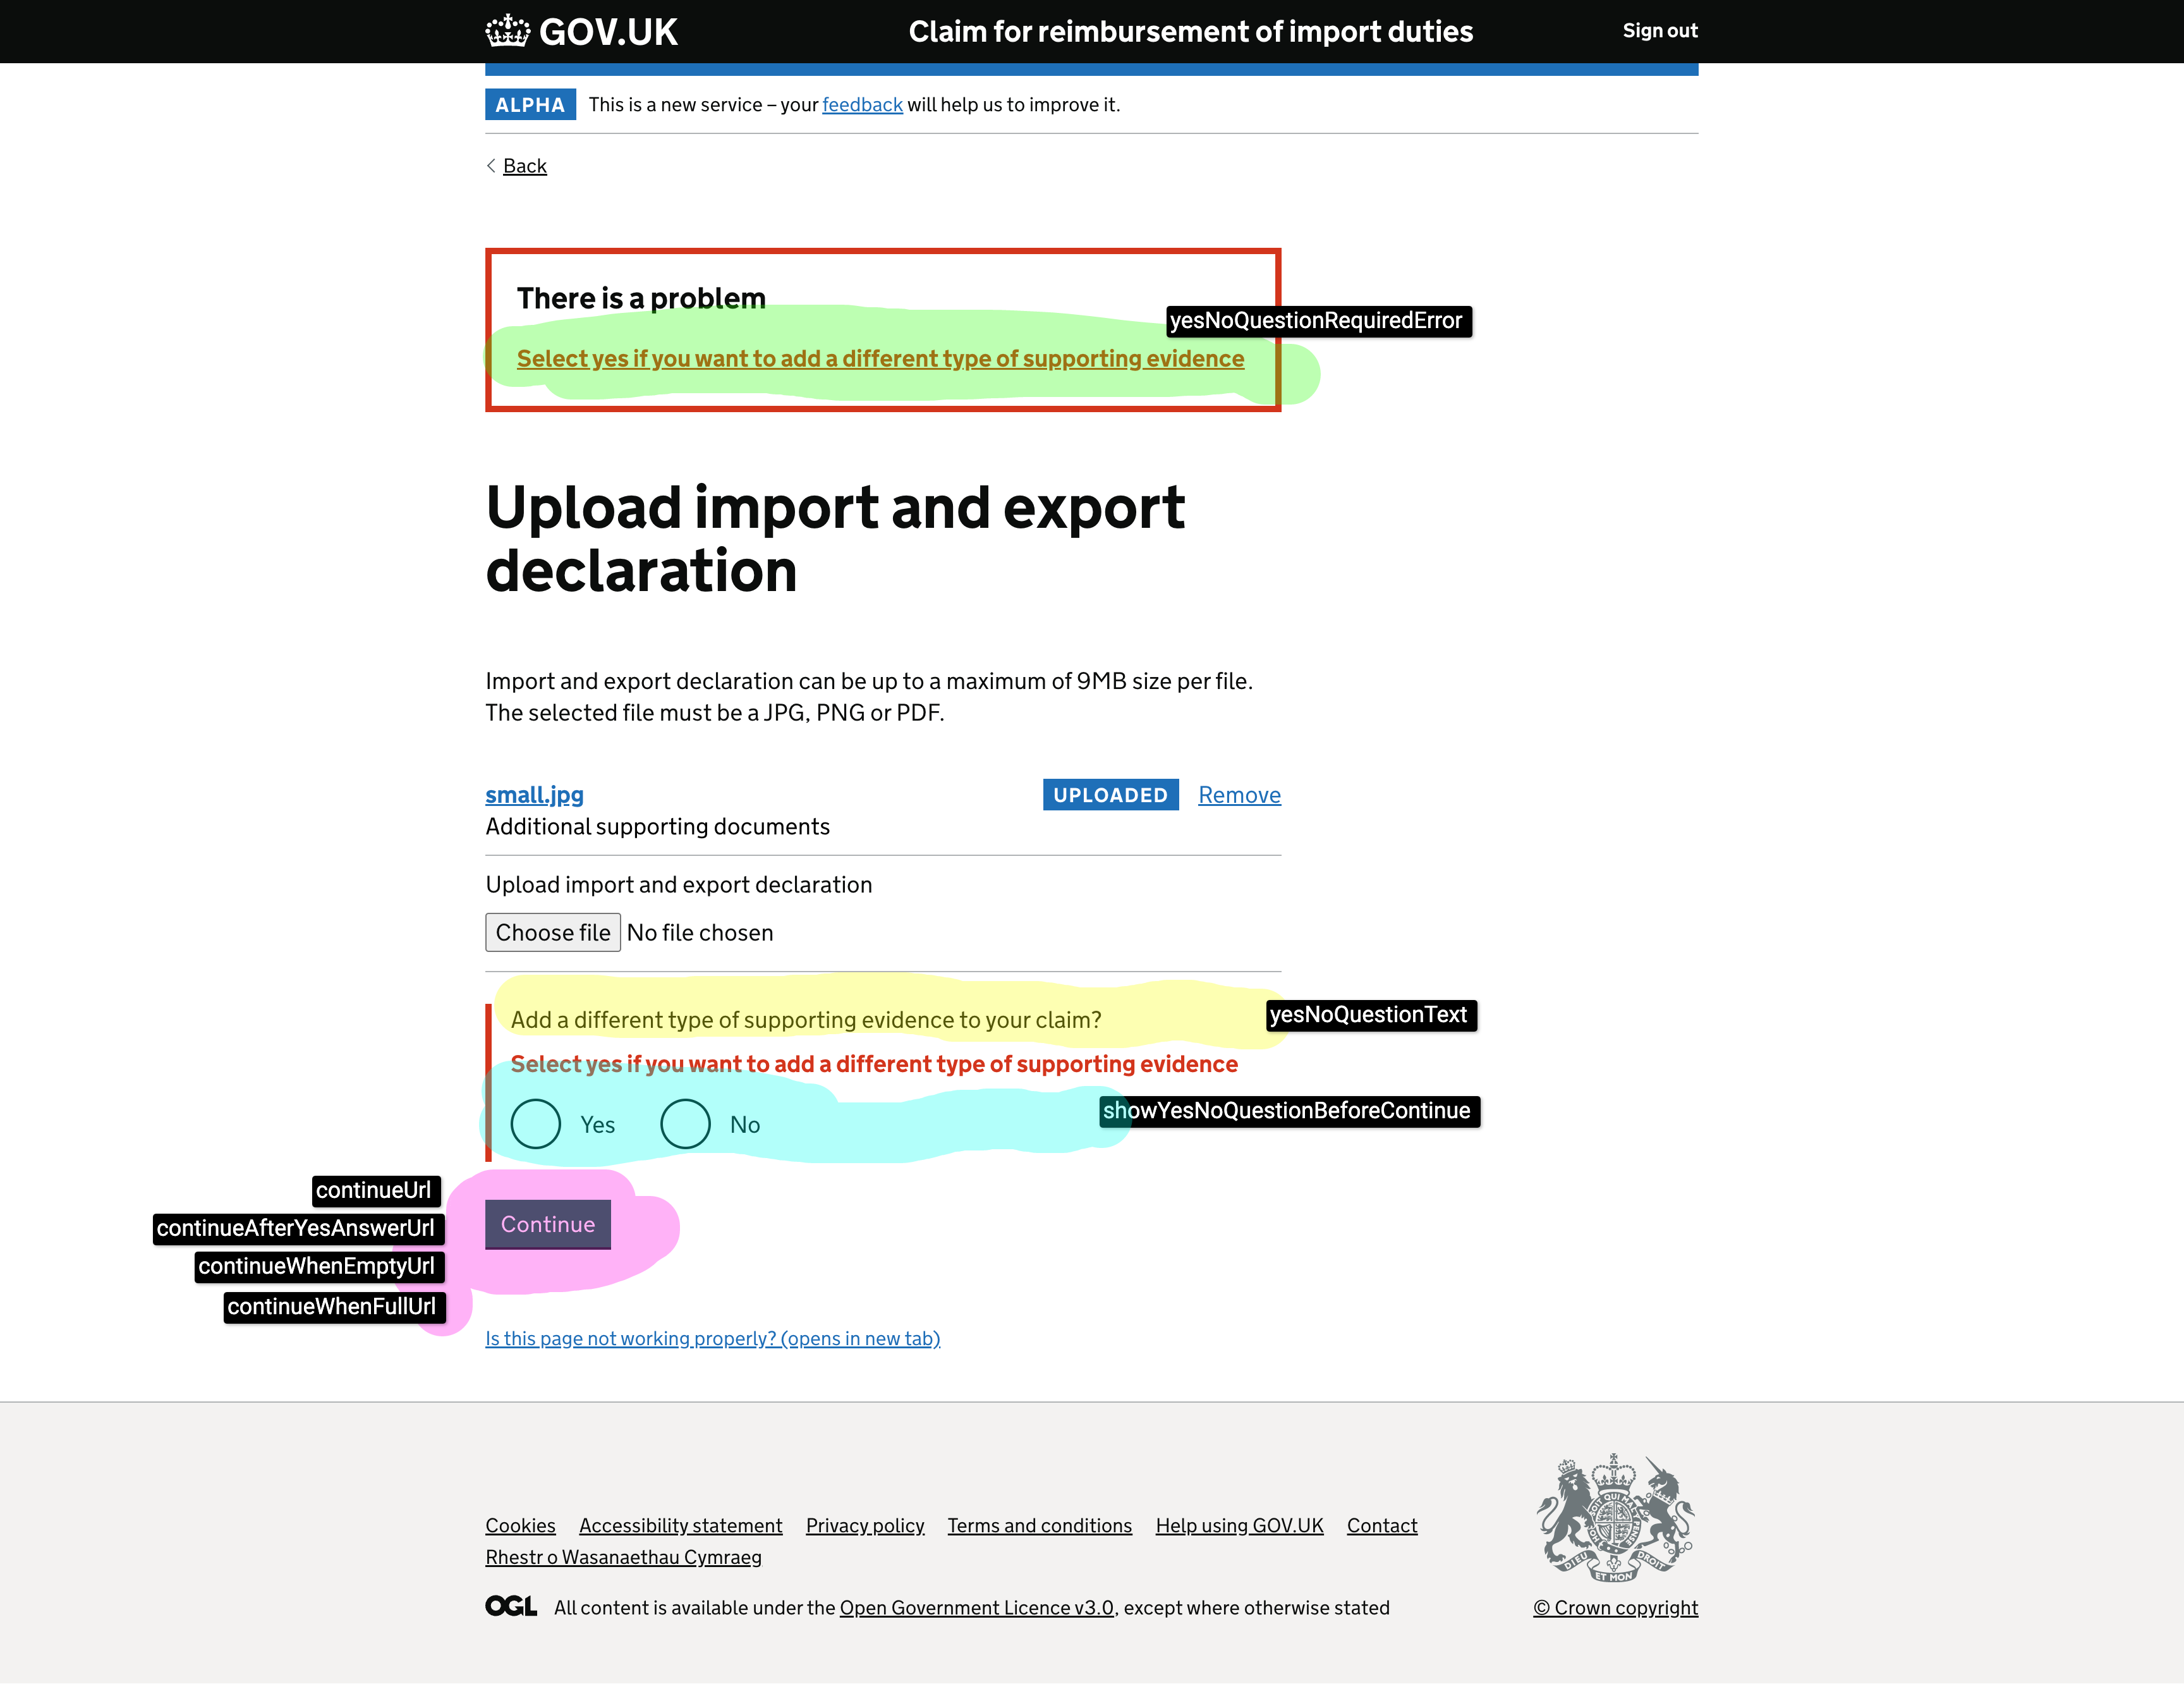 GOV.UK Claim for reimbursement of import duties Sign out
ALPHA This is a new service – your feedback will help us to improve it.
Back
There is a problem
yesNoQuestionRequiredError
Select yes if you want to add a different type of supporting evidence
Upload import and export
declaration
Import and export declaration can be up to a maximum of 9MB size per file.
The selected file must be a JPG, PNG or PDF.
small.jpg UPLOADED Remove
Additional supporting documents
Upload import and export declaration
Choose file No file chosen
Add a different type of supporting evidence to your claim? yesNoQuestionText
Select yes if you want to add a different type of supporting evidence
showYesNoQuestionBeforeContinue
Yes No
continueUrl
continueAfterYesAnswerUrl Continue
continueWhenEmptyUrl
continueWhenFullUrl
Is this page not working properly? (opens in new tab)
Cookies Accessibility statement Privacy policy Terms and conditions Help using GOV.UK Contact
Rhestr o Wasanaethau Cymraeg
DIEU ET MON DROIT
OGL All content is available under the Open Government Licence v3.0, except where otherwise stated © Crown copyright